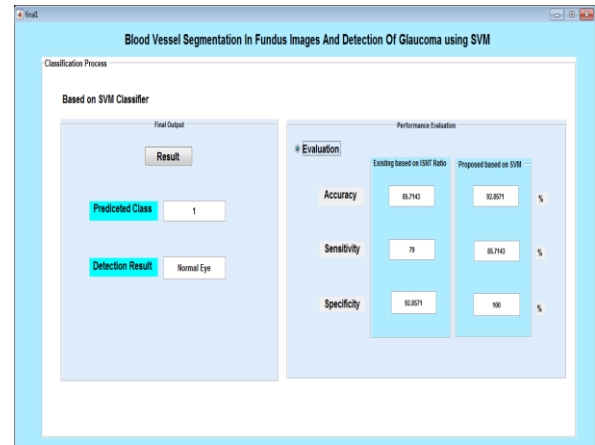 final1
Blood Vessel Segmentation In Fundus Images And Detection Of Glaucoma using SVM
Classification Process
Based on SVM Classifier
Final Output
Result
Prediceted Class
1
Detection Result
Normal Eye
Performance Evaluation
Evaluation
Existing based on ISNT Ratio
Proposed based on SVM
Accuracy
85.7143
92.8571
%
Sensitivity
79
85.7143
%
Specificity
92.8571
100
%